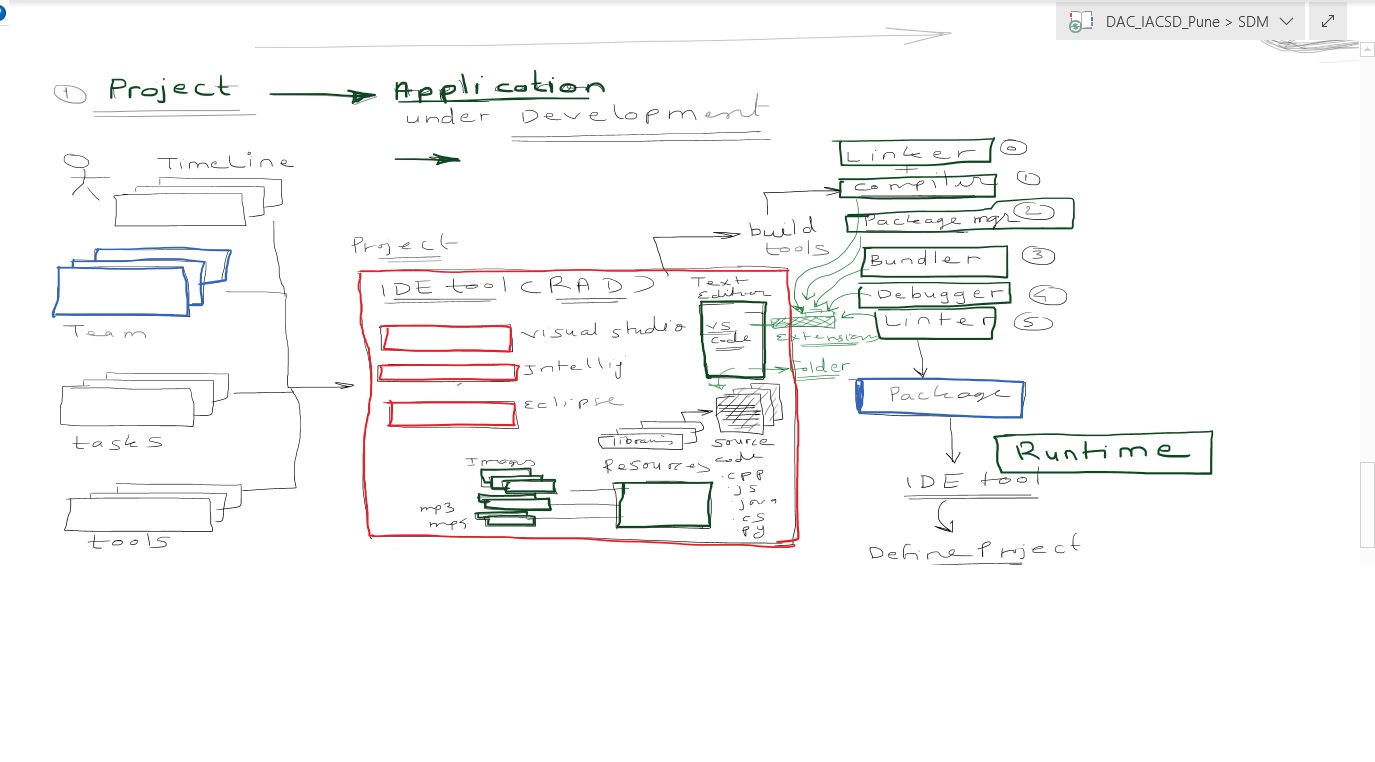 DAC_IACSD_Pune > SDM
1 Project
Application
under Development
TimeLine
Team
tasks
tools
Project
IDE tool (RAD)
visual studio
Intellij
Eclipse
Text
Editor
vs
code
Extension
Folder
libraries
source
code
Resources
.cpp
.js
.java
.cs
.py
Images
mp3
build
tools
Linker 0
+
Compiler 1
Package mgr 2
Bundler 3
Debugger 4
Linter 5
Package
Runtime
IDE tool
Define Project